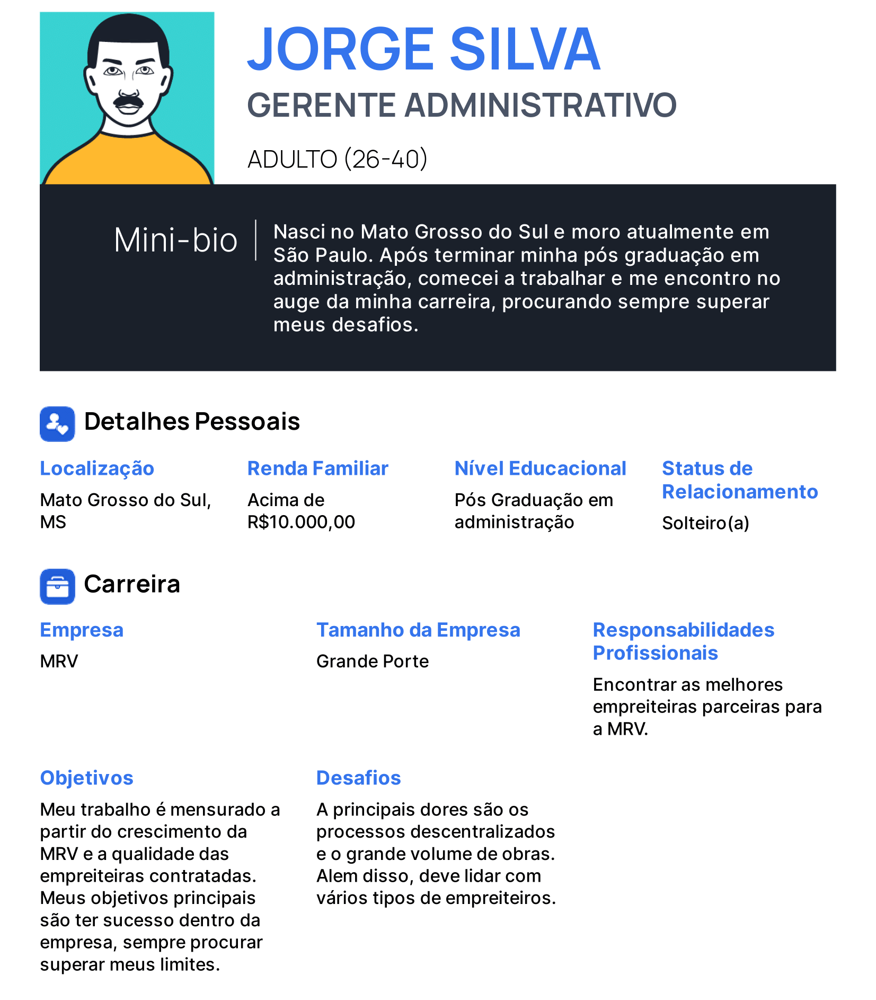 JORGE SILVA
GERENTE ADMINISTRATIVO
ADULTO (26-40)
Mini-bio
Nasci no Mato Grosso do Sul e moro atualmente em
São Paulo. Após terminar minha pós graduação em
administração, comecei a trabalhar e me encontro no
auge da minha carreira, procurando sempre superar
meus desafios.
Detalhes Pessoais
Localização
Mato Grosso do Sul,
MS
Renda Familiar
Acima de
R$10.000,00
Nível Educacional
Pós Graduação em
administração
Status de
Relacionamento
Solteiro(a)
Carreira
Empresa
MRV
Tamanho da Empresa
Grande Porte
Responsabilidades
Profissionais
Encontrar as melhores
empreiteiras parceiras para
a MRV.
Objetivos
Meu trabalho é mensurado a
partir do crescimento da
MRV e a qualidade das
empreiteiras contratadas.
Meus objetivos principais
são ter sucesso dentro da
empresa, sempre procurar
superar meus limites.
Desafios
A principais dores são os
processos descentralizados
e o grande volume de obras.
Alem disso, deve lidar com
vários tipos de empreiteiros.